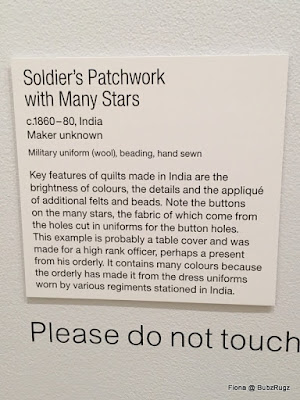 Soldier's Patchwork
with Many Stars
c.1860–80, India
Maker unknown
Military uniform (wool), beading, hand sewn
Key features of quilts made in India are the
brightness of colours, the details and the appliqué
of additional felts and beads. Note the buttons
on the many stars, the fabric of which come from
the holes cut in uniforms for the button holes.
This example is probably a table cover and was
made for a high rank officer, perhaps a present
from his orderly. It contains many colours because
the orderly has made it from the dress uniforms
worn by various regiments stationed in India.
Please do not touch
Fiona @ BubzRugz